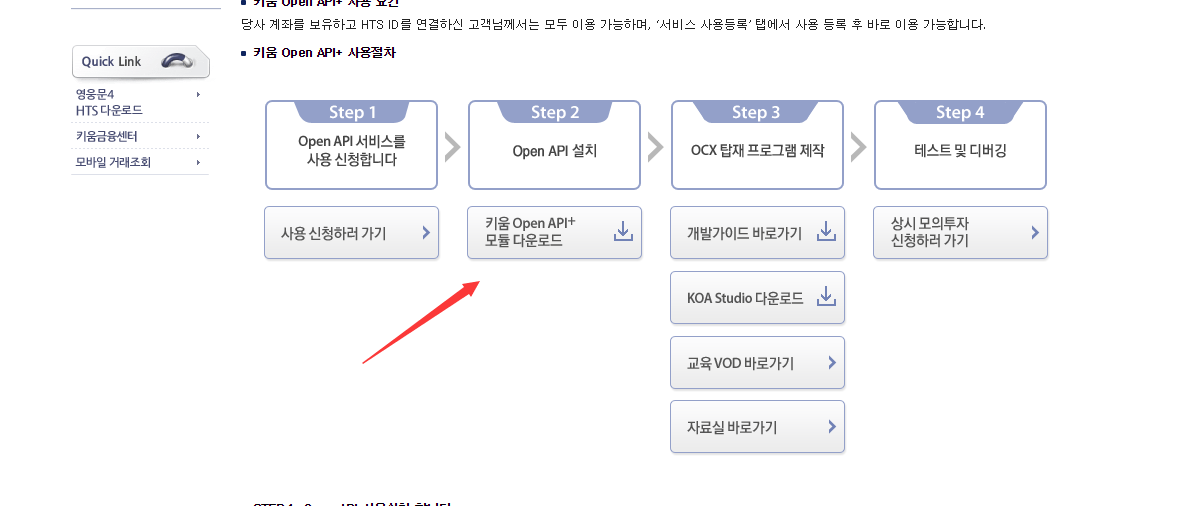 키움 Open API+ 사용 요건
당사 계좌를 보유하고 HTS ID를 연결하신 고객님께서는 모두 이용 가능하며, ‘서비스 사용등록’ 탭에서 사용 등록 후 바로 이용 가능합니다.
키움 Open API+ 사용절차
Quick Link
영웅문4
HTS 다운로드
키움금융센터
모바일 거래조회
Step 1
Open API 서비스를
사용 신청합니다
사용 신청하러 가기
Step 2
Open API 설치
키움 Open API+
모듈 다운로드
Step 3
OCX 탑재 프로그램 제작
개발가이드 바로가기
KOA Studio 다운로드
교육 VOD 바로가기
자료실 바로가기
Step 4
테스트 및 디버깅
상시 모의투자
신청하러 가기